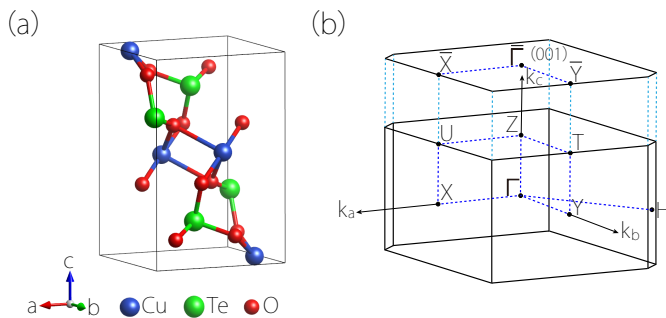 (a)
c
a
b
Cu
Te
O
(b)
X̅
Γ̅
(001)
k_c
Y̅
U
Z
T
X
Γ
H
k_a
Y
k_b